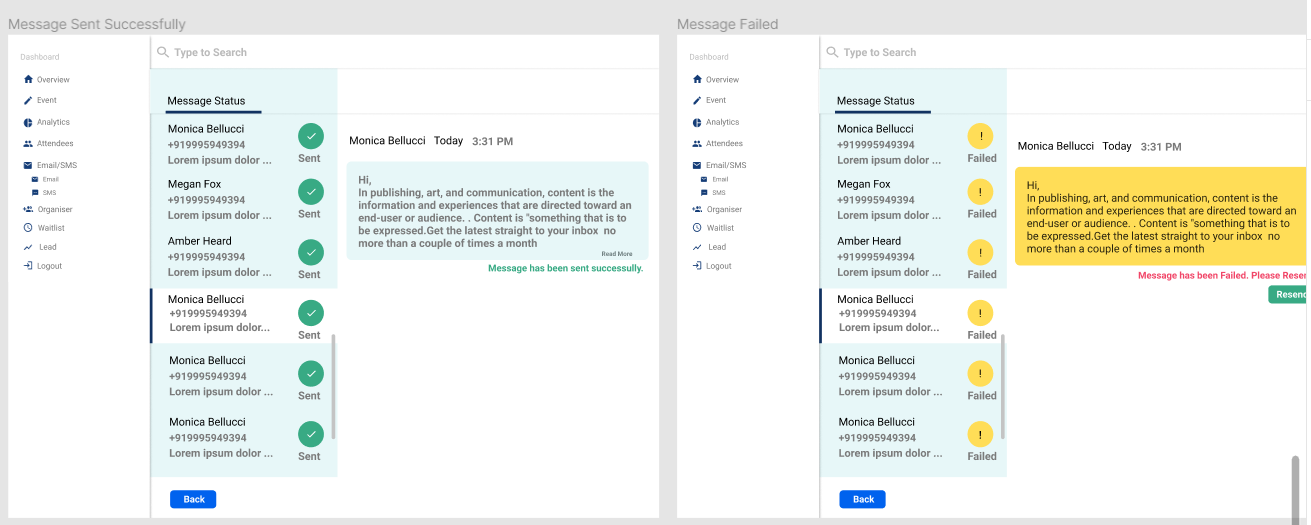 Message Sent Successfully
Dashboard
Overview
Event
Analytics
Attendees
Email/SMS
Email
SMS
Organiser
Waitlist
Lead
Logout
Type to Search
Message Status
Monica Bellucci
+919995949394
Lorem ipsum dolor ...
Sent
Megan Fox
+919995949394
Lorem ipsum dolor ...
Sent
Amber Heard
+919995949394
Lorem ipsum dolor ...
Sent
Monica Bellucci
+919995949394
Lorem ipsum dolor...
Sent
Monica Bellucci
+919995949394
Lorem ipsum dolor ...
Sent
Monica Bellucci
+919995949394
Lorem ipsum dolor ...
Sent
Back
Monica Bellucci Today 3:31 PM
Hi,
In publishing, art, and communication, content is the
information and experiences that are directed toward an
end-user or audience. . Content is "something that is to
be expressed.Get the latest straight to your inbox no
more than a couple of times a month
Read More
Message has been sent successfully.
Message Failed
Dashboard
Overview
Event
Analytics
Attendees
Email/SMS
Email
SMS
Organiser
Waitlist
Lead
Logout
Type to Search
Message Status
Monica Bellucci
+919995949394
Lorem ipsum dolor ...
!
Failed
Megan Fox
+919995949394
Lorem ipsum dolor ...
!
Failed
Amber Heard
+919995949394
Lorem ipsum dolor ...
!
Failed
Monica Bellucci
+919995949394
Lorem ipsum dolor...
!
Failed
Monica Bellucci
+919995949394
Lorem ipsum dolor ...
!
Failed
Monica Bellucci
+919995949394
Lorem ipsum dolor ...
!
Failed
Back
Monica Bellucci Today 3:31 PM
Hi,
In publishing, art, and communication, content is the
information and experiences that are directed toward an
end-user or audience. . Content is "something that is to
be expressed.Get the latest straight to your inbox no
more than a couple of times a month
Message has been Failed. Please Resen
Resend